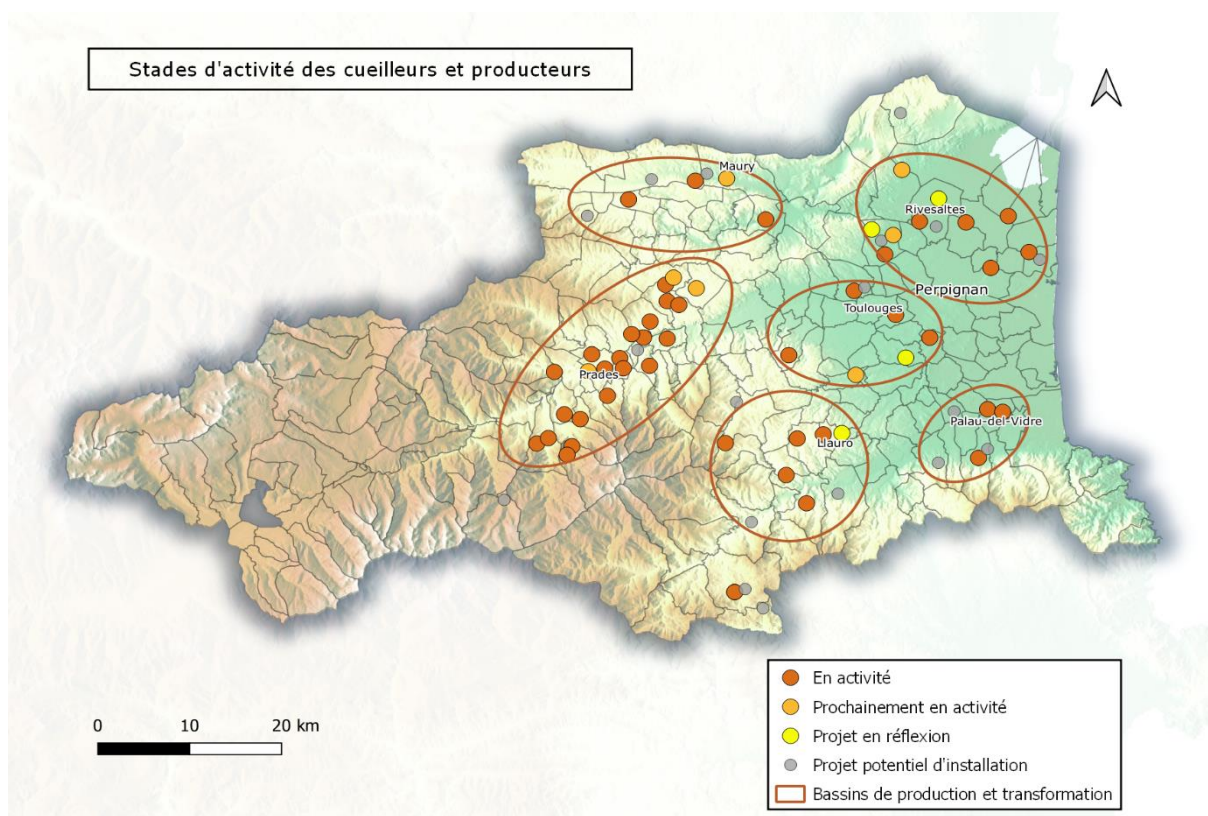 Stades d'activité des cueilleurs et producteurs
Maury
Rivesaltes
Perpignan
Toulouges
Prades
Palau-del-Vidre
Llauro
0 10 20 km
En activité
Prochainement en activité
Projet en réflexion
Projet potentiel d'installation
Bassins de production et transformation